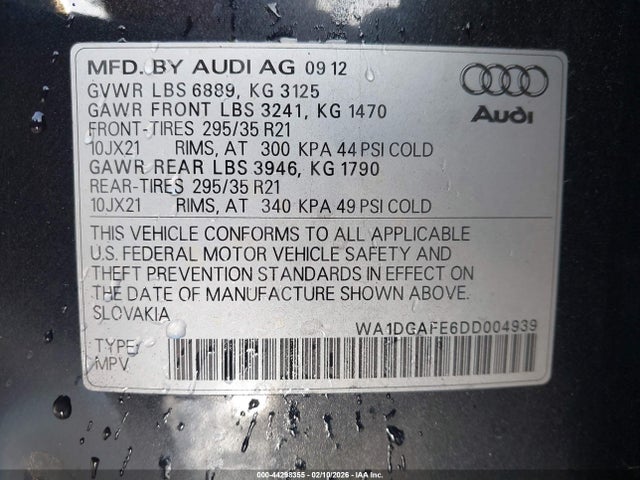 MFD. BY AUDI AG 09 12
GVWR LBS 6889, KG 3125
GAWR FRONT LBS 3241, KG 1470
FRONT-TIRES 295/35 R21
10JX21 RIMS, AT 300 KPA 44 PSI COLD
GAWR REAR LBS 3946, KG 1790
REAR-TIRES 295/35 R21
10JX21 RIMS, AT 340 KPA 49 PSI COLD
Audi
THIS VEHICLE CONFORMS TO ALL APPLICABLE
U.S. FEDERAL MOTOR VEHICLE SAFETY AND
THEFT PREVENTION STANDARDS IN EFFECT ON
THE DATE OF MANUFACTURE SHOWN ABOVE.
SLOVAKIA
WA1DGAFE6DD004939
TYPE:
MPV
000-44298355 - 02/10/2026 - IAA Inc.